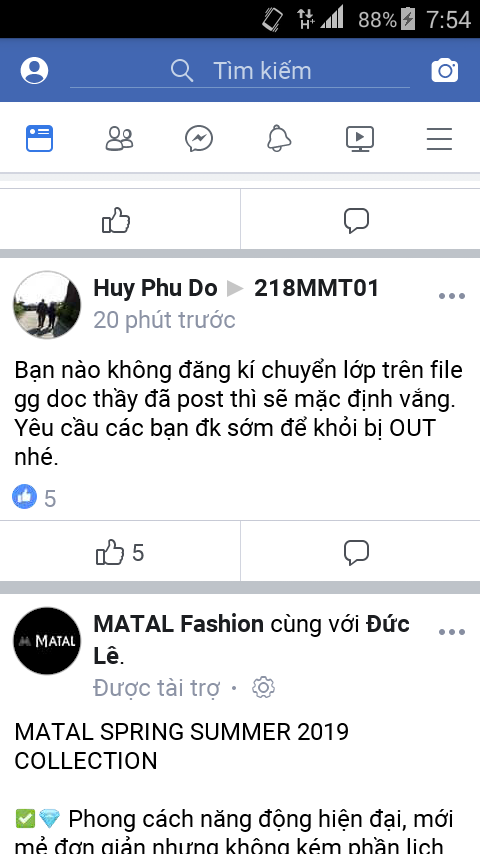 88% 7:54
Tìm kiếm
Huy Phu Do ▶ 218MMT01
20 phút trước
Bạn nào không đăng kí chuyển lớp trên file
gg doc thầy đã post thì sẽ mặc định vắng.
Yêu cầu các bạn đk sớm để khỏi bị OUT
nhé.
5
5
MATAL
MATAL Fashion cùng với Đức
Lê.
Được tài trợ ·
MATAL SPRING SUMMER 2019
COLLECTION
✅💎 Phong cách năng động hiện đại, mới
mẻ đơn giản nhưng không kém phần lịch